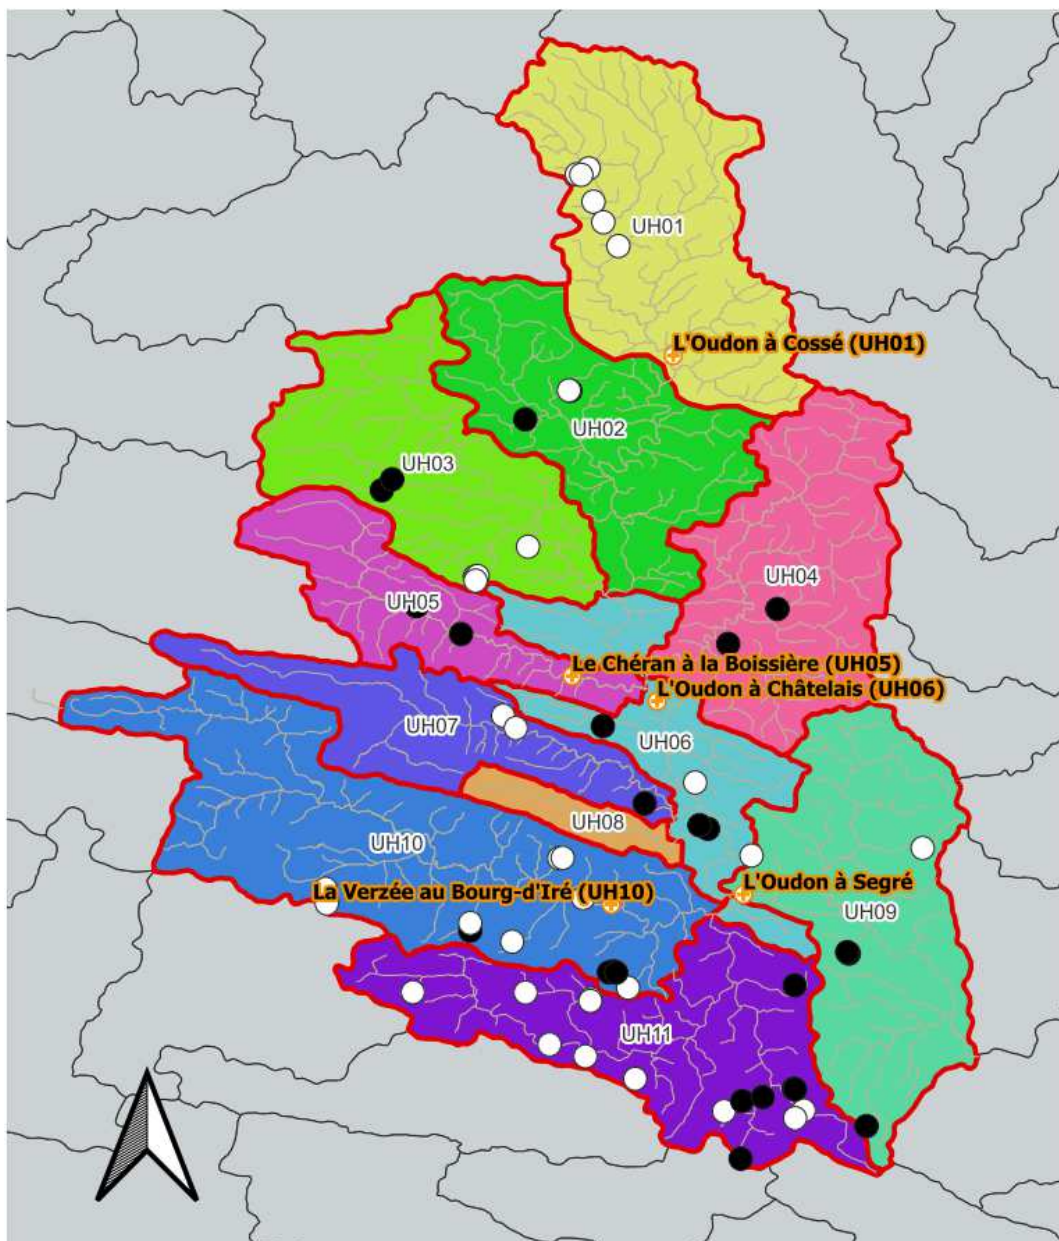 UH01
L'Oudon à Cossé (UH01)
UH02
UH03
UH04
UH05
Le Chéran à la Boissière (UH05)
L'Oudon à Châtelais (UH06)
UH07
UH06
UH08
UH10
L'Oudon à Segré
La Verzée au Bourg-d'Iré (UH10)
UH09
UH11